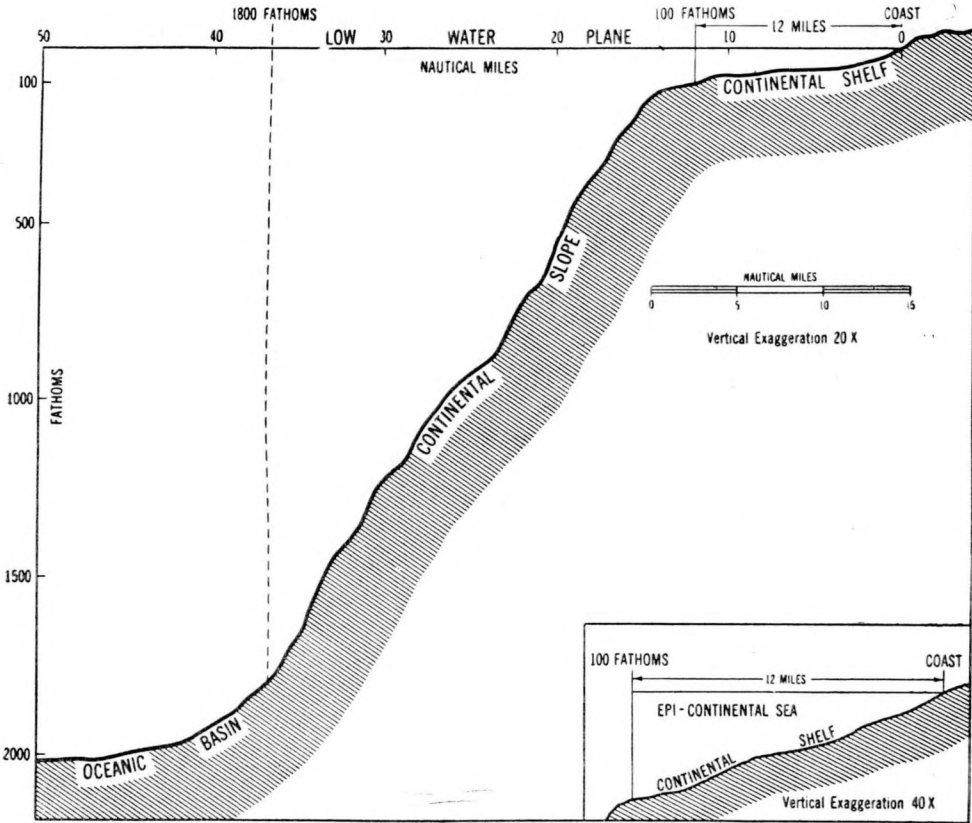 1800 FATHOMS
100 FATHOMS
12 MILES
COAST
50
40
LOW
30
WATER
20
PLANE
10
0
NAUTICAL MILES
100
CONTINENTAL SHELF
500
SLOPE
NAUTICAL MILES
0
5
10
15
Vertical Exaggeration 20 X
1000
FATHOMS
CONTINENTAL
1500
2000
OCEANIC
BASIN
100 FATHOMS
COAST
12 MILES
EPI-CONTINENTAL SEA
CONTINENTAL
SHELF
Vertical Exaggeration 40 X